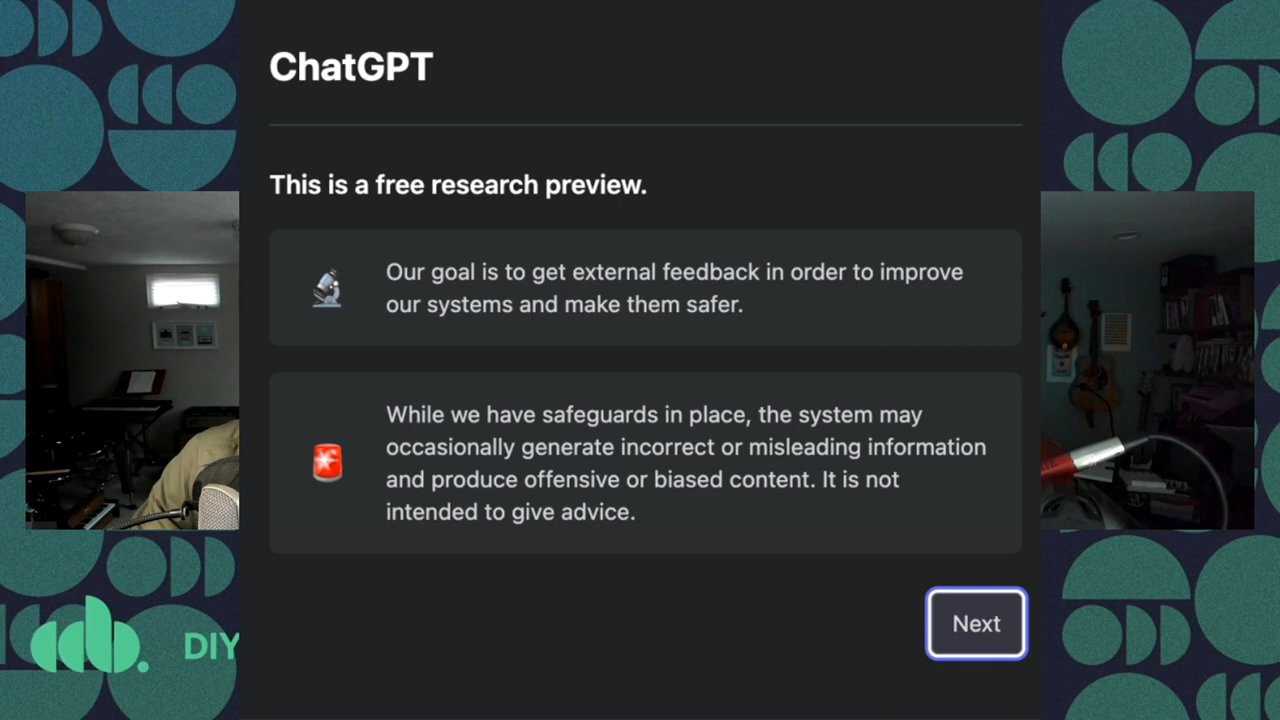 ChatGPT
This is a free research preview.
Our goal is to get external feedback in order to improve
our systems and make them safer.
While we have safeguards in place, the system may
occasionally generate incorrect or misleading information
and produce offensive or biased content. It is not
intended to give advice.
Next
cdb.
DIY